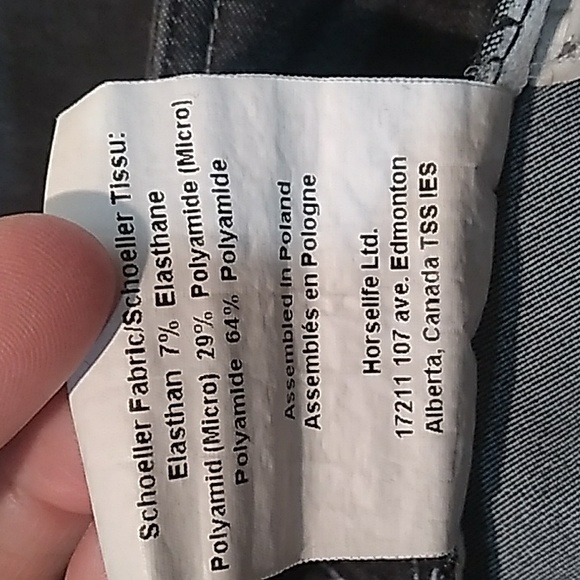 Schoeller Fabric/Schoeller Tissu:
Elasthan 7% Elasthane
Polyamid (Micro) 29% Polyamide (Micro)
Polyamide 64% Polyamide
Assembled In Poland
Assemblés en Pologne
Horselife Ltd.
17211 107 ave. Edmonton
Alberta, Canada TSS IES